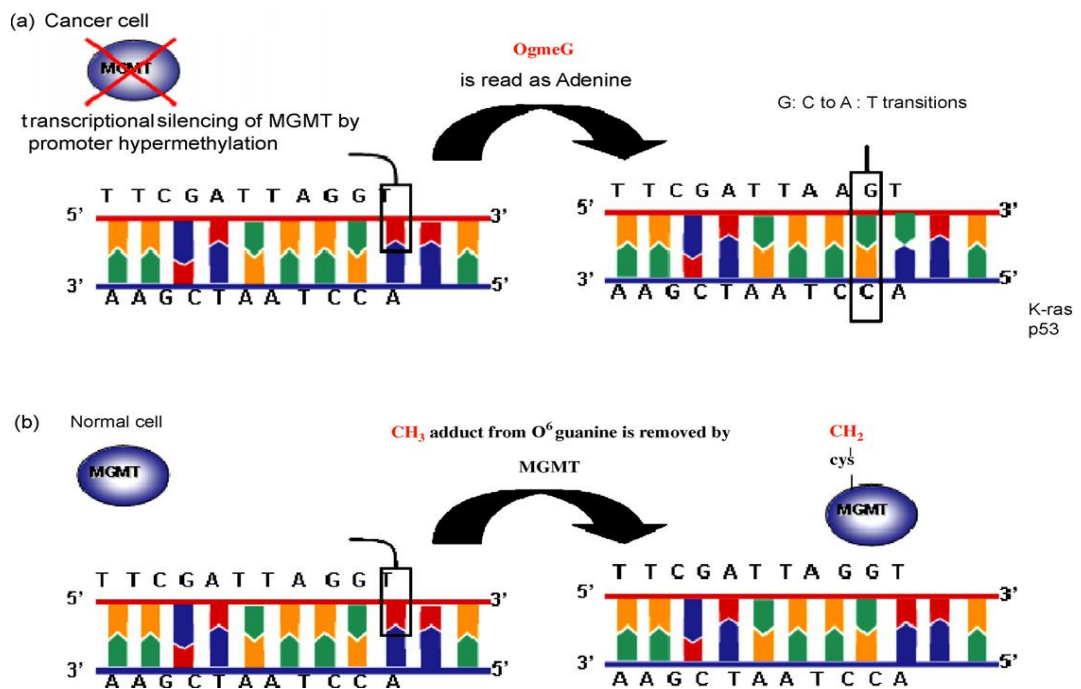 (a) Cancer cell
MGMT
transcriptional silencing of MGMT by
promoter hypermethylation
OgmeG
is read as Adenine
G: C to A : T transitions
T T C G A T T A G G T
5' 3'
3' 5'
A A G C T A A T C C A
T T C G A T T A A G T
5' 3'
3' 5'
A A G C T A A T C C A
K-ras
p53
(b) Normal cell
MGMT
CH3 adduct from O6 guanine is removed by
MGMT
CH2
cys
MGMT
T T C G A T T A G G T
5' 3'
3' 5'
A A G C T A A T C C A
T T C G A T T A G G T
5' 3'
3' 5'
A A G C T A A T C C A